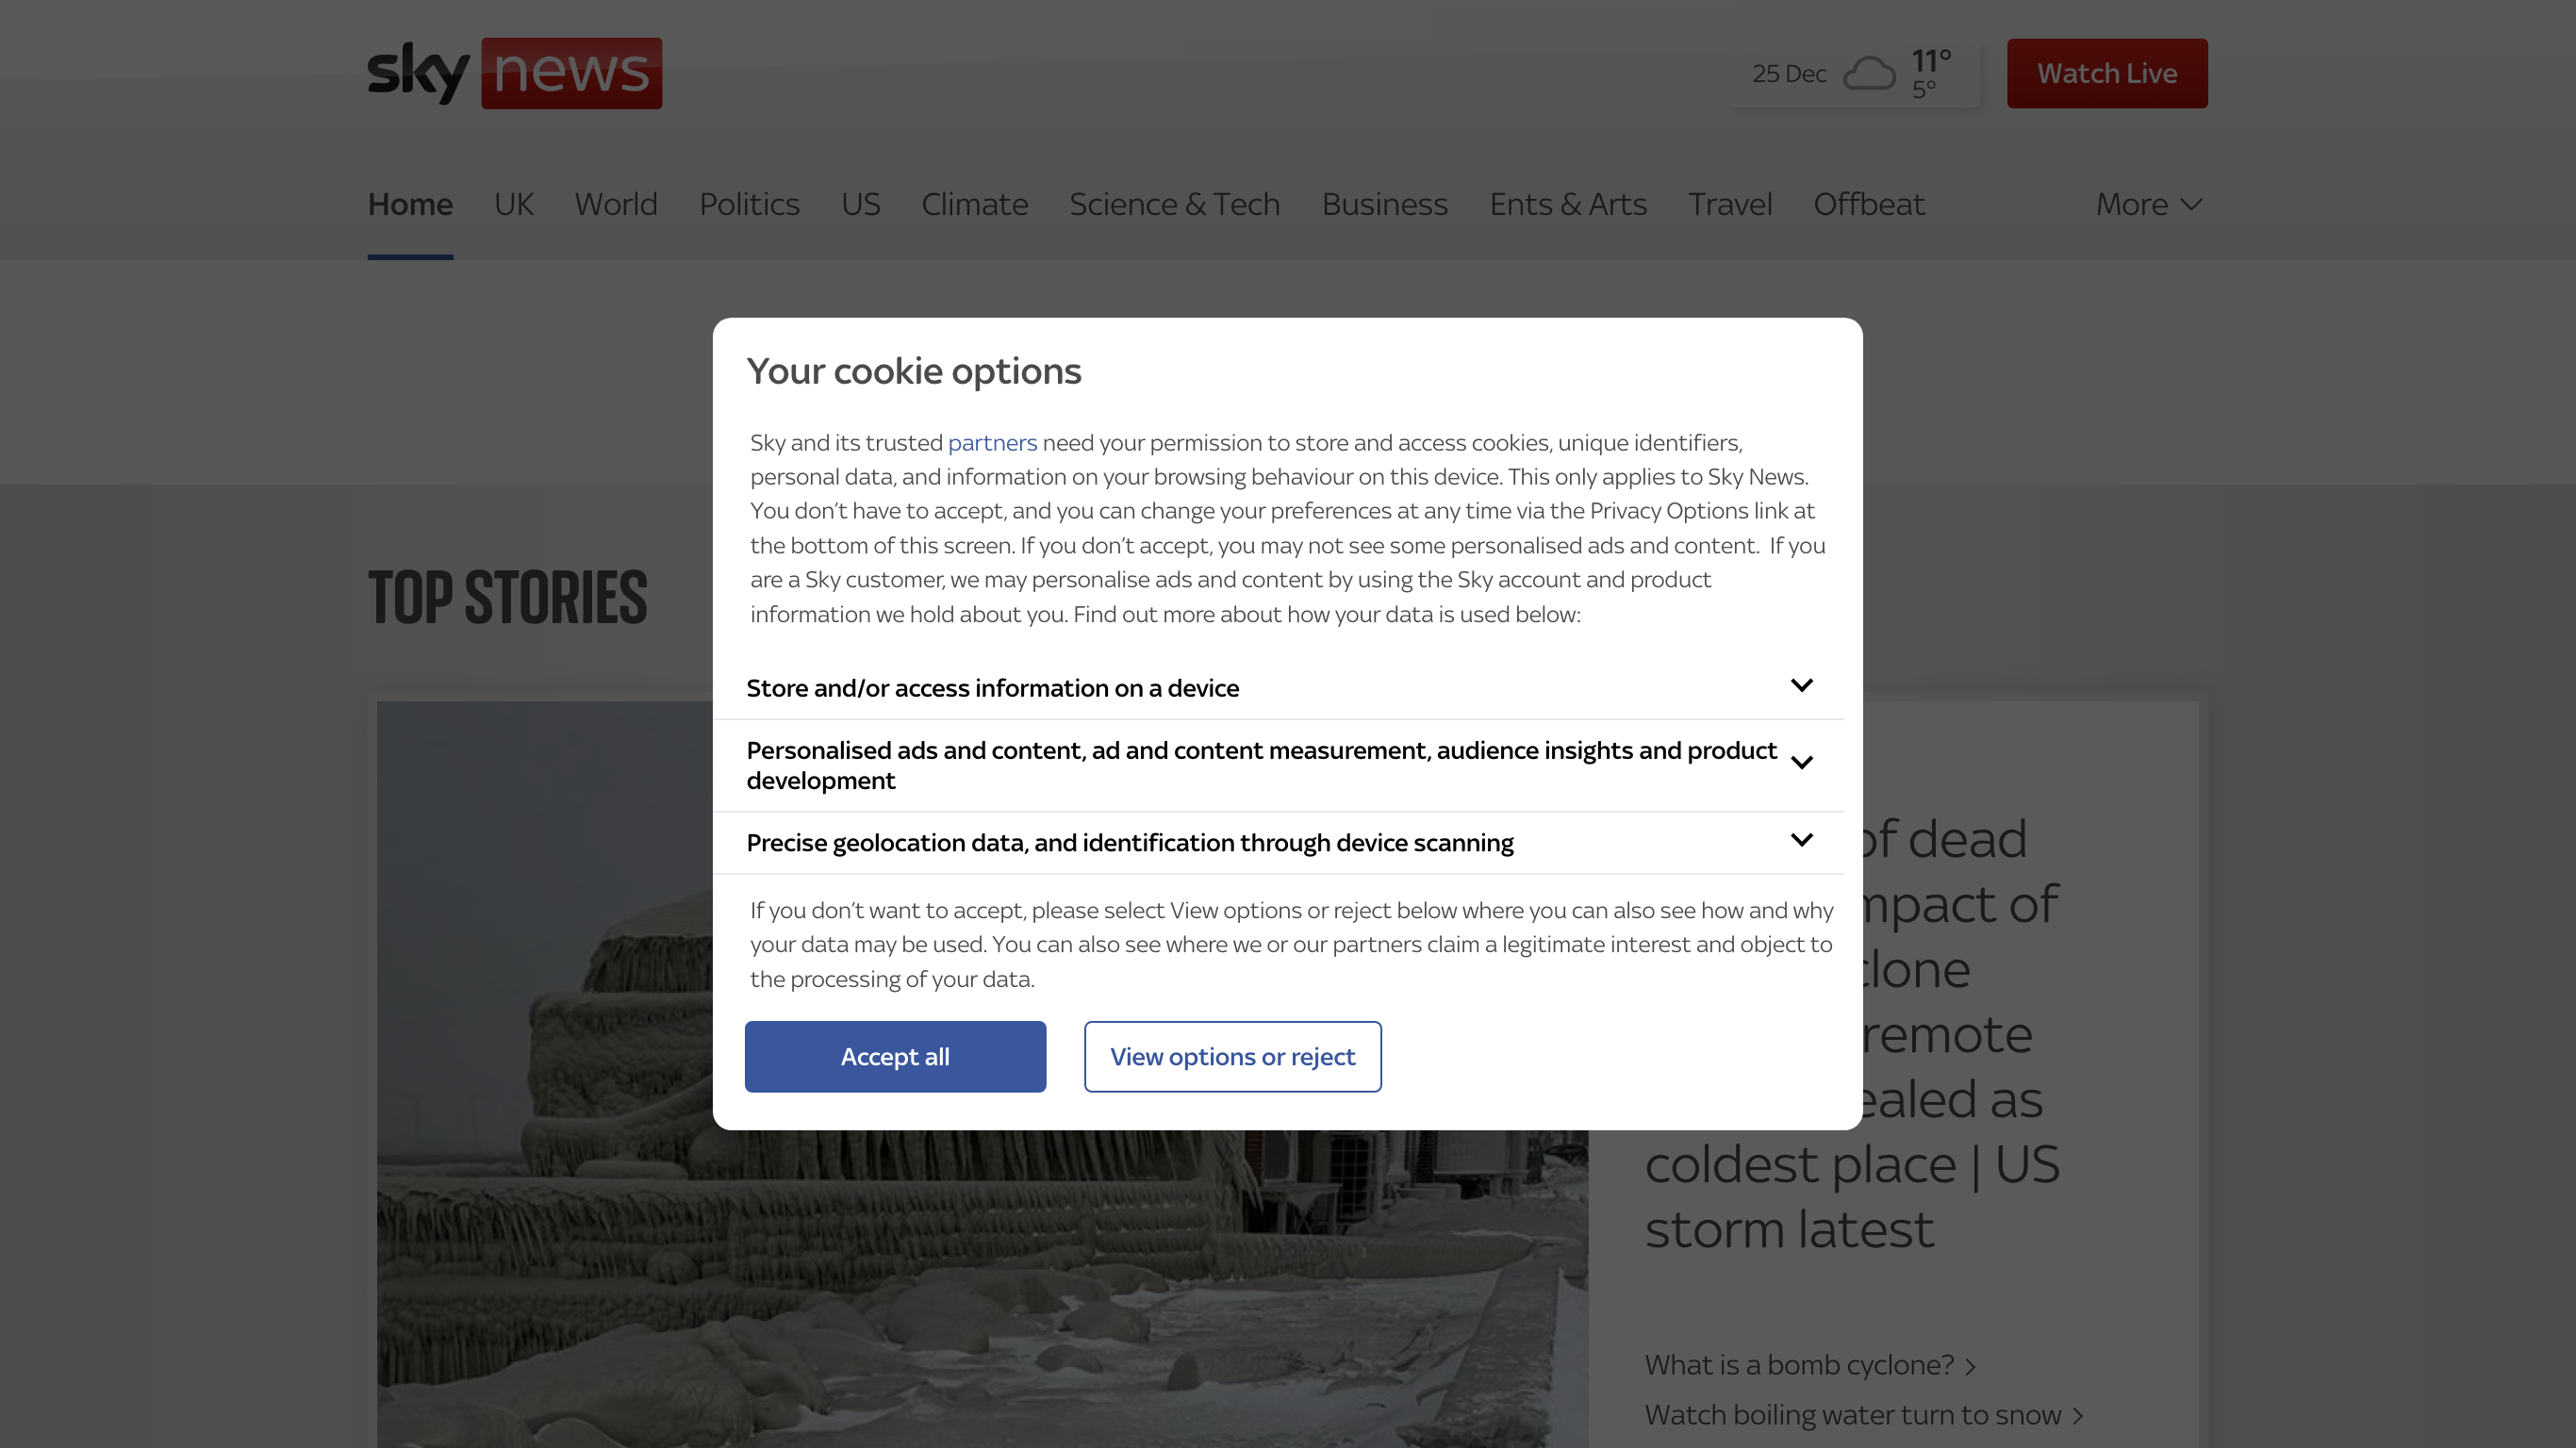 sky news
25 Dec
11°
5°
Watch Live
Home UK World Politics US Climate Science & Tech Business Ents & Arts Travel Offbeat More
Your cookie options
Sky and its trusted partners need your permission to store and access cookies, unique identifiers,
personal data, and information on your browsing behaviour on this device. This only applies to Sky News.
You don’t have to accept, and you can change your preferences at any time via the Privacy Options link at
the bottom of this screen. If you don’t accept, you may not see some personalised ads and content. If you
are a Sky customer, we may personalise ads and content by using the Sky account and product
information we hold about you. Find out more about how your data is used below:
Store and/or access information on a device
Personalised ads and content, ad and content measurement, audience insights and product
development
Precise geolocation data, and identification through device scanning
If you don’t want to accept, please select View options or reject below where you can also see how and why
your data may be used. You can also see where we or our partners claim a legitimate interest and object to
the processing of your data.
Accept all
View options or reject
TOP STORIES
of dead
of
remote
as
coldest place | US
storm latest
What is a bomb cyclone?
Watch boiling water turn to snow